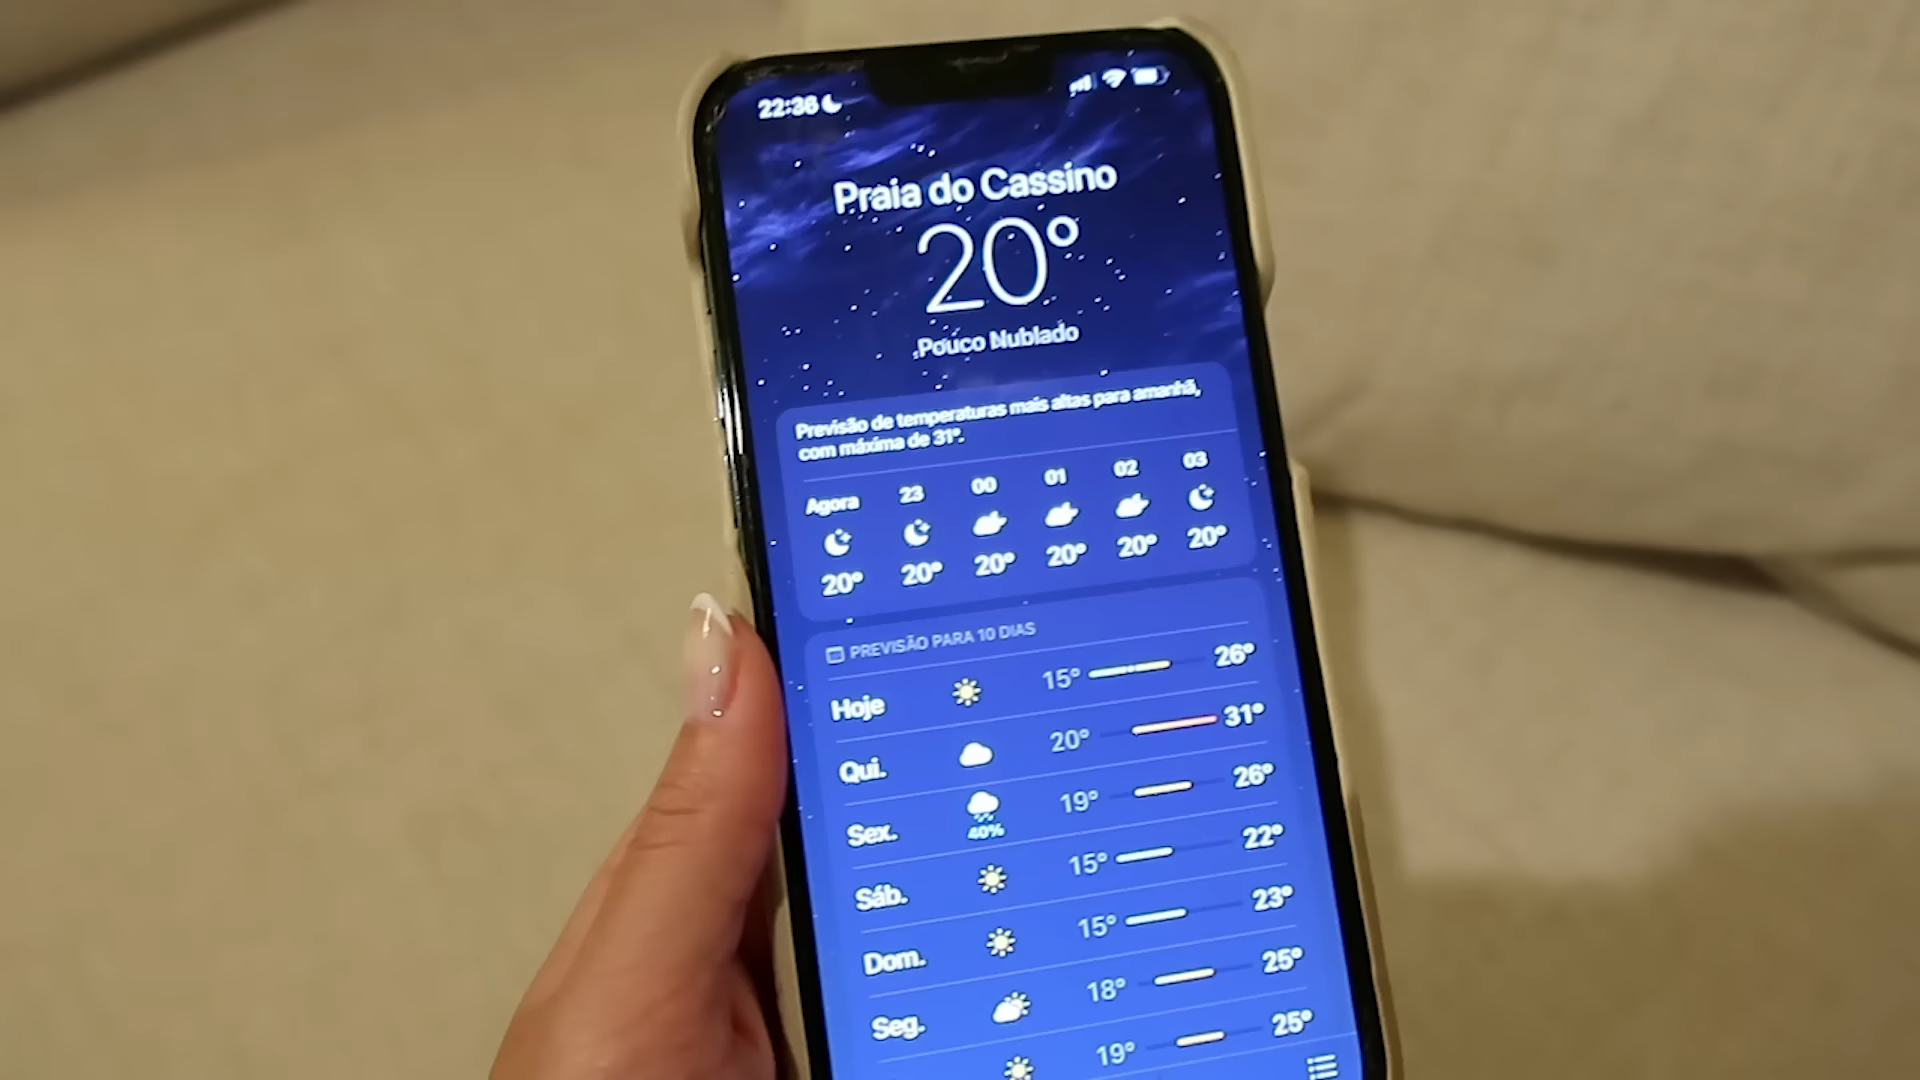 22:36
Praia do Cassino
20°
Pouco Nublado
Previsão de temperaturas mais altas para amanhã,
com máxima de 31°.
Agora 23 00 01 02 03
20° 20° 20° 20° 20° 20°
PREVISÃO PARA 10 DIAS
Hoje 15° 26°
Qui. 20° 31°
Sex. 40% 19° 26°
Sáb. 15° 22°
Dom. 15° 23°
Seg. 18° 25°
19° 25°